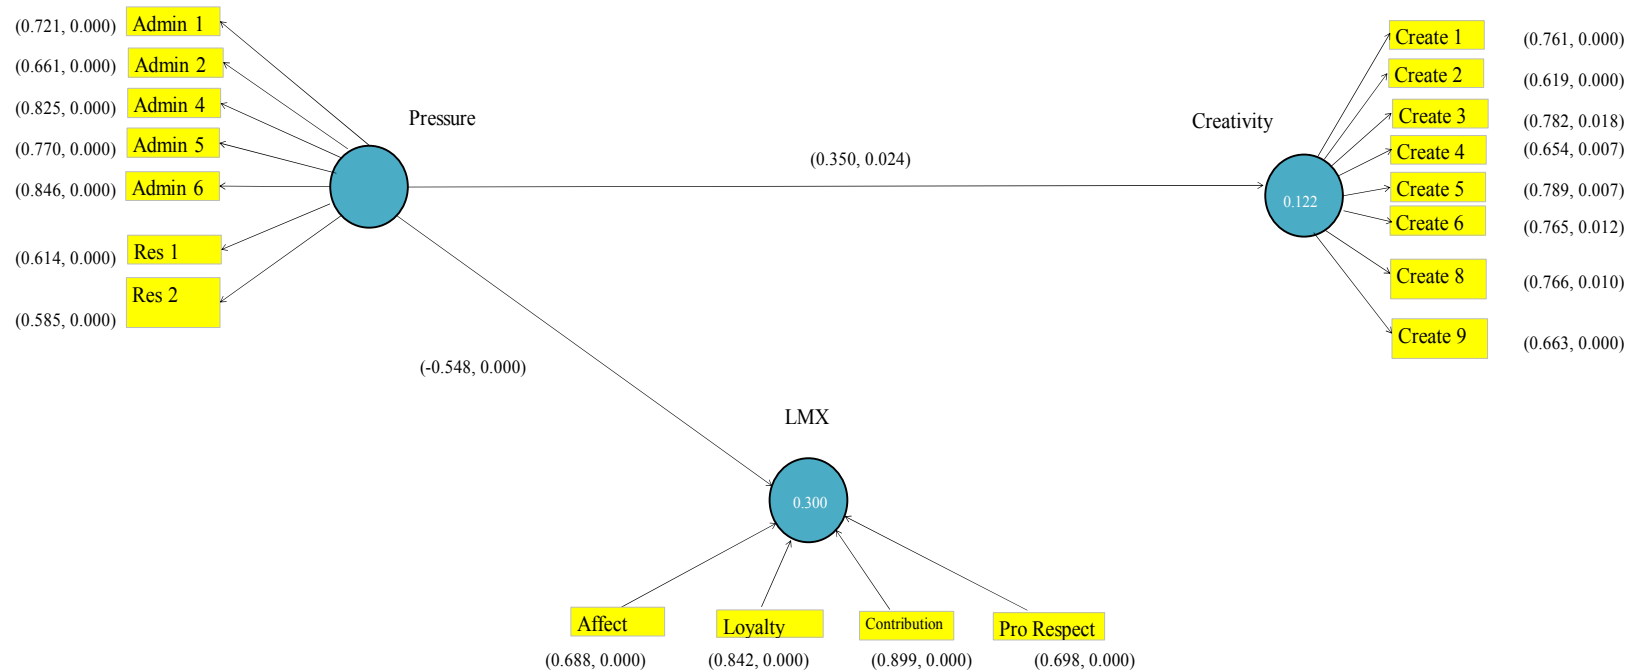 (0.721, 0.000)
Admin 1
(0.661, 0.000)
Admin 2
(0.825, 0.000)
Admin 4
(0.770, 0.000)
Admin 5
(0.846, 0.000)
Admin 6
(0.614, 0.000)
Res 1
(0.585, 0.000)
Res 2
Pressure
(0.350, 0.024)
Creativity
0.122
Create 1
(0.761, 0.000)
Create 2
(0.619, 0.000)
Create 3
(0.782, 0.018)
Create 4
(0.654, 0.007)
Create 5
(0.789, 0.007)
Create 6
(0.765, 0.012)
Create 8
(0.766, 0.010)
Create 9
(0.663, 0.000)
(-0.548, 0.000)
LMX
0.300
Affect
Loyalty
Contribution
Pro Respect
(0.688, 0.000)
(0.842, 0.000)
(0.899, 0.000)
(0.698, 0.000)